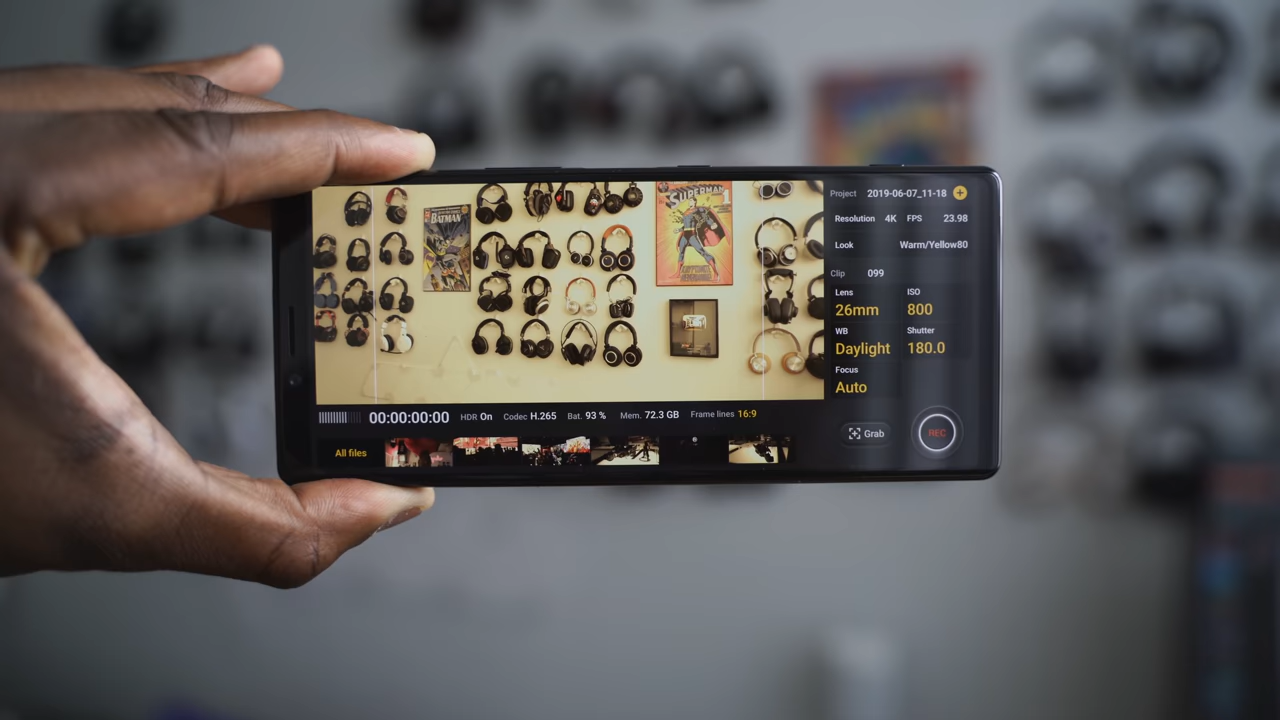 BATMAN
SUPERMAN
1
Project 2019-06-07_11-18
Resolution 4K FPS 23.98
Look Warm/Yellow80
Clip 099
Lens ISO
26mm 800
WB Shutter
Daylight 180.0
Focus
Auto
00:00:00:00 HDR On Codec H.265 Bat. 93 % Mem. 72.3 GB Frame lines 16:9
Grab REC
All files